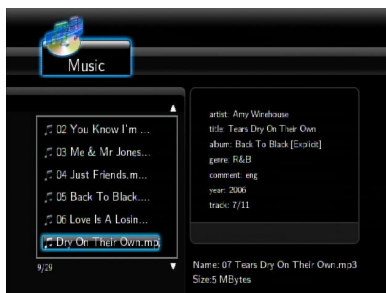 Music
02 You Know I'm ...
03 Me & Mr Jones...
04 Just Friends.m...
05 Back To Black....
06 Love Is A Losin...
Dry On Their Own.mp
9/29
artist: Amy Winehouse
title: Tears Dry On Their Own
album: Back To Black [Explicit]
genre: R&B
comment: eng
year: 2006
track: 7/11
Name: 07 Tears Dry On Their Own.mp3
Size:5 MBytes